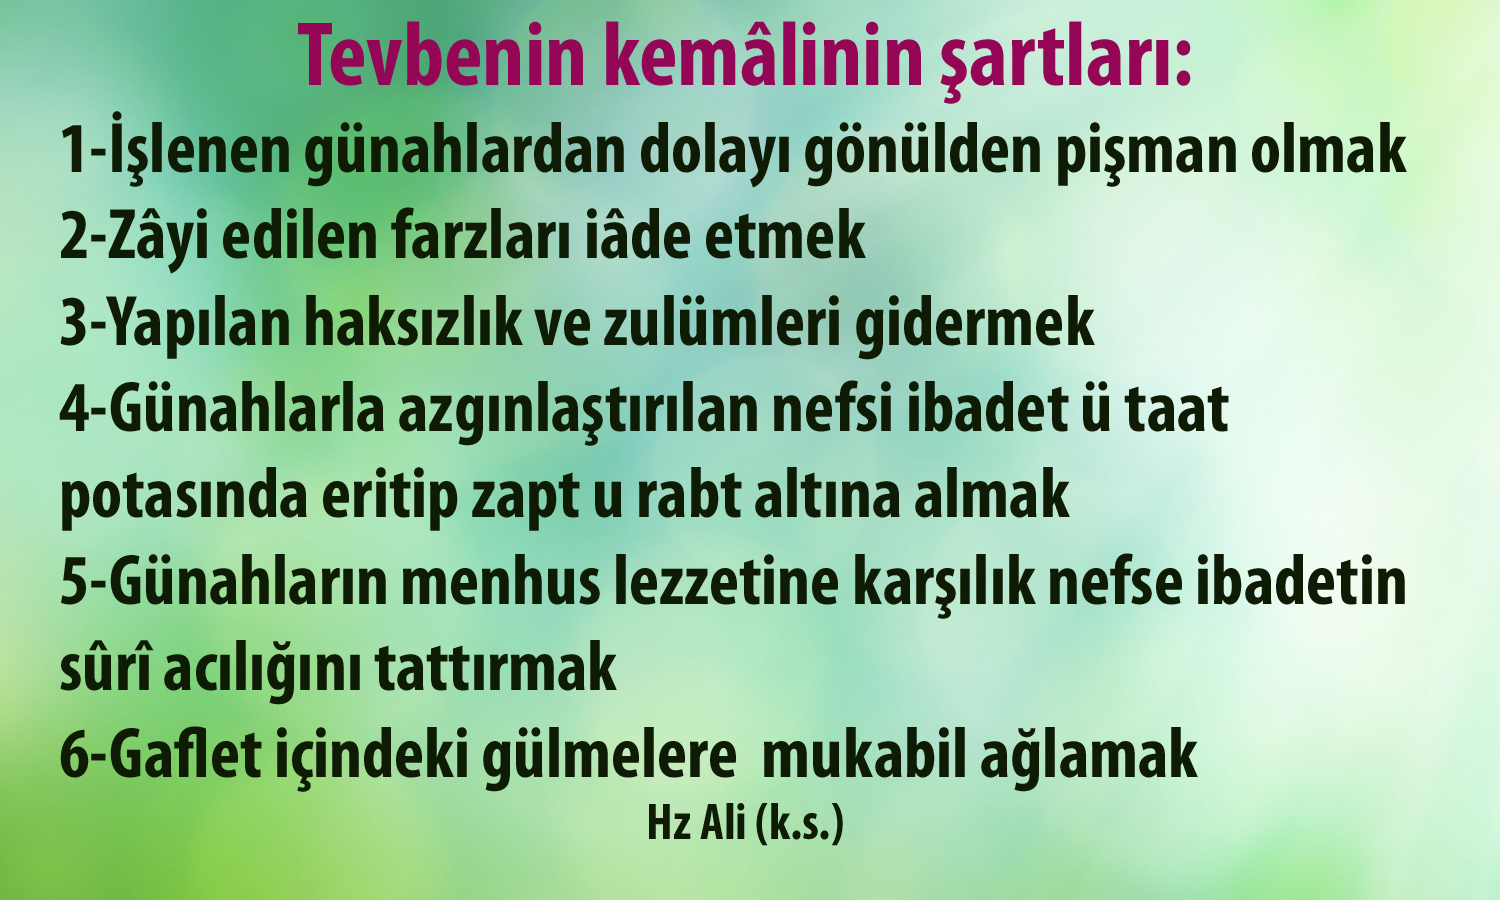 Tevbenin kemâlinin şartları:
1-İşlenen günahlardan dolayı gönülden pişman olmak
2-Zâyi edilen farzları iâde etmek
3-Yapılan haksızlık ve zulümleri gidermek
4-Günahlarla azgınlaştırılan nefsi ibadet ü taat
potasında eritip zapt u rabt altına almak
5-Günahların menhus lezzetine karşılık nefse ibadetin
sûrî acılığını tattırmak
6-Gaflet içindeki gülmelere  mukabil ağlamak
Hz Ali (k.s.)